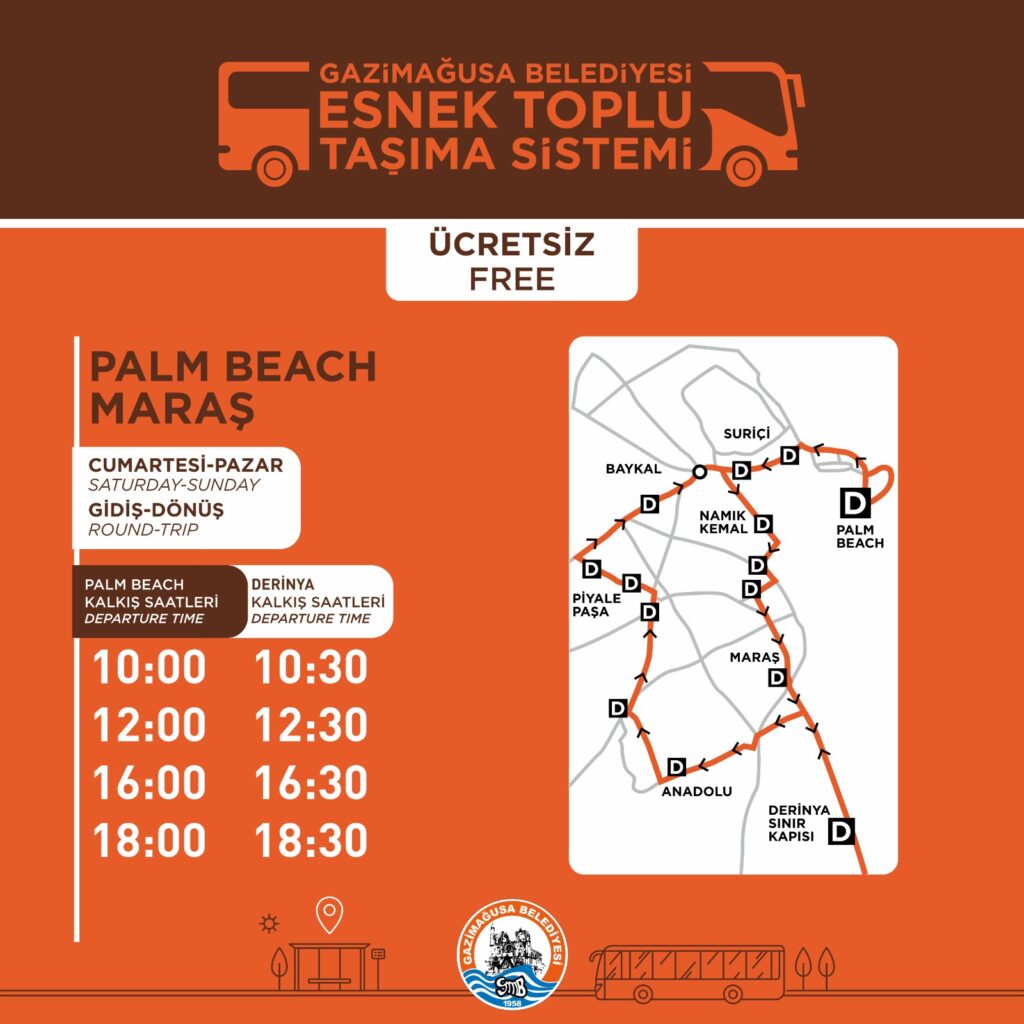 GAZİMAĞUSA BELEDİYESİ
ESNEK TOPLU
TAŞIMA SİSTEMİ
ÜCRETSİZ
FREE
PALM BEACH
MARAŞ
CUMARTESİ-PAZAR
SATURDAY-SUNDAY
GİDİŞ-DÖNÜŞ
ROUND-TRIP
PALM BEACH
KALKIŞ SAATLERİ
DEPARTURE TIME
DERİNYA
KALKIŞ SAATLERİ
DEPARTURE TIME
10:00 10:30
12:00 12:30
16:00 16:30
18:00 18:30
SURİÇİ
D
BAYKAL
D
D
D
PALM
BEACH
NAMIK
KEMAL
D
D
D
D
D
PİYALE
PAŞA
D
MARAŞ
D
D
D
ANADOLU
DERİNYA
SINIR
KAPISI
D
GAZİMAĞUSA BELEDİYESİ
GMB
1958